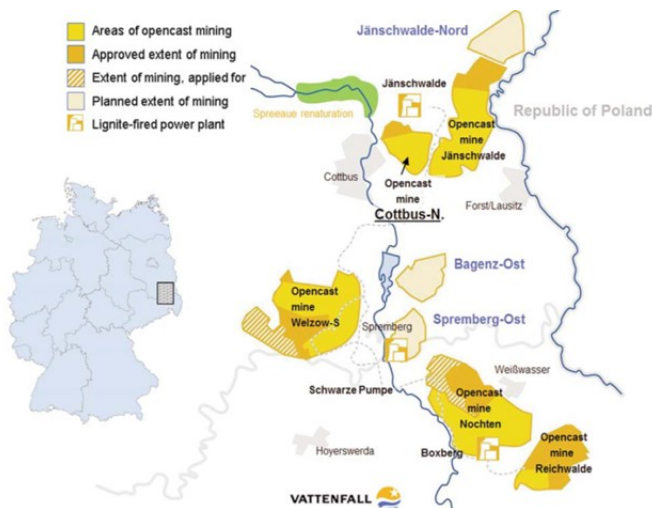 Areas of opencast mining
Approved extent of mining
Extent of mining, applied for
Planned extent of mining
Lignite-fired power plant
Jänschwalde-Nord
Jänschwalde
Republic of Poland
Spreeaue renaturation
Opencast
mine
Jänschwalde
Cottbus
Opencast
mine
Cottbus-N.
Forst/Lausitz
Bagenz-Ost
Opencast
mine
Welzow-S
Spremberg-Ost
Spremberg
Weißwasser
Schwarze Pumpe
Opencast
mine
Nochten
Hoyerswerda
Boxberg
Opencast
mine
Reichwalde
VATTENFALL